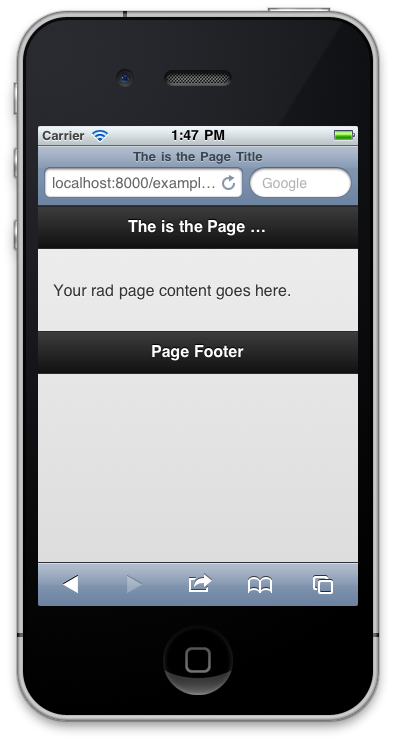 Carrier 1:47 PM
The is the Page Title
localhost:8000/exampl... Google
The is the Page ...
Your rad page content goes here.
Page Footer